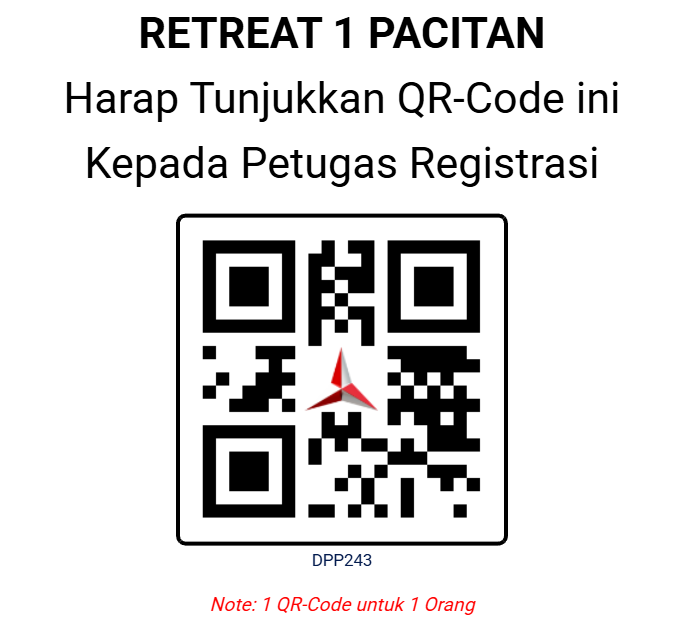 RETREAT 1 PACITAN
Harap Tunjukkan QR-Code ini
Kepada Petugas Registrasi
DPP243
Note: 1 QR-Code untuk 1 Orang